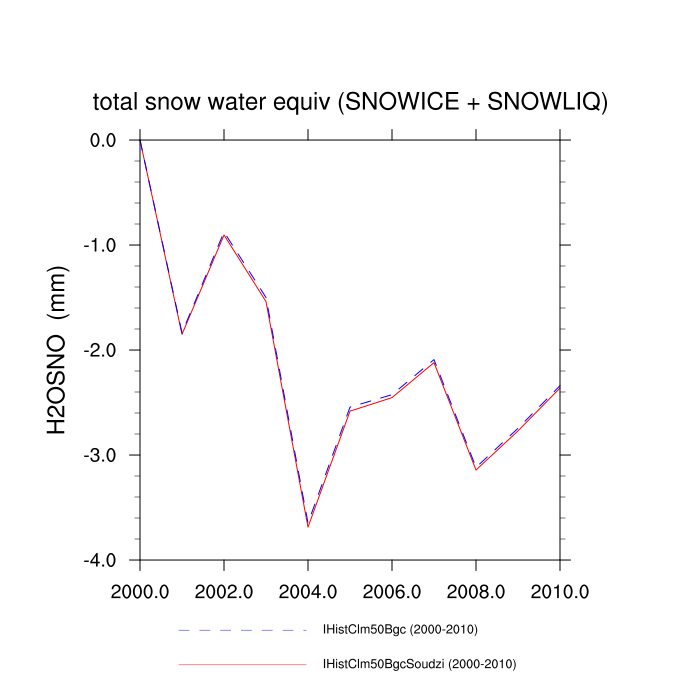 total snow water equiv (SNOWICE + SNOWLIQ)
0.0
-1.0
-2.0
-3.0
-4.0
H2OSNO (mm)
2000.0 2002.0 2004.0 2006.0 2008.0 2010.0
IHistClm50Bgc (2000-2010)
IHistClm50BgcSoudzi (2000-2010)